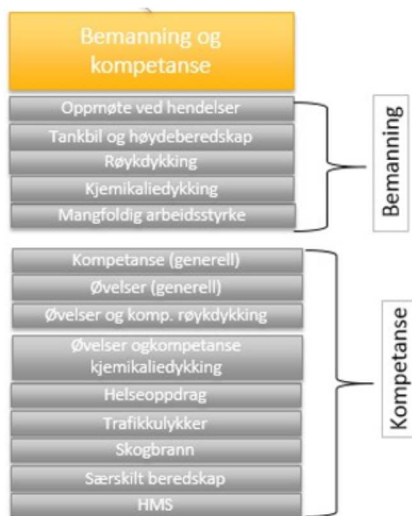 Bemanning og
kompetanse
Oppmøte ved hendelser
Tankbil og høydeberedskap
Røykdykking
Kjemikaliedykking
Mangfoldig arbeidsstyrke
Bemanning
Kompetanse (generell)
Øvelser (generell)
Øvelser og komp. røykdykking
Øvelser ogkompetanse
kjemikaliedykking
Helseoppdrag
Trafikkulykker
Skogbrann
Særskilt beredskap
HMS
Kompetanse